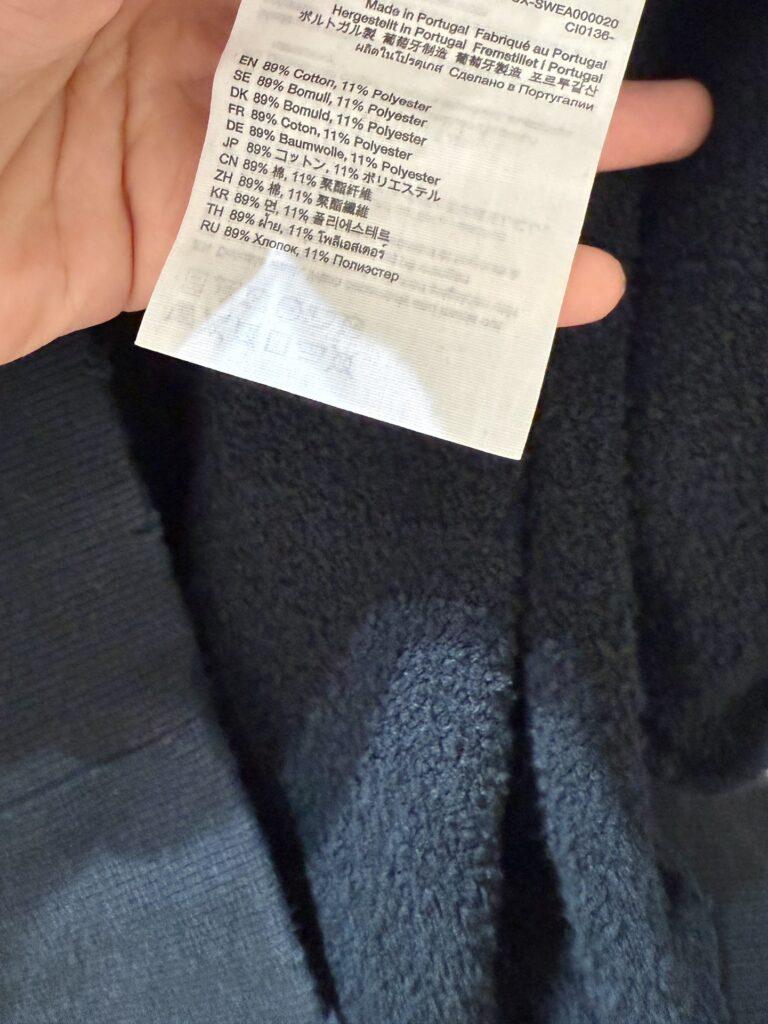 UX-SWEA000020
CI0136-
Made in Portugal Fabriqué au Portugal
Hergestellt in Portugal Fremstillet i Portugal
ポルトガル製 葡萄牙制造 葡萄牙製造 포르투갈산
ผลิตในโปรตุเกส Сделано в Португалии
EN 89% Cotton, 11% Polyester
SE 89% Bomull, 11% Polyester
DK 89% Bomuld, 11% Polyester
FR 89% Coton, 11% Polyester
DE 89% Baumwolle, 11% Polyester
JP 89% コットン, 11% ポリエステル
CN 89% 棉, 11% 聚酯纤维
ZH 89% 棉, 11% 聚酯纖維
KR 89% 면, 11% 폴리에스테르
TH 89% ฝ้าย, 11% โพลีเอสเตอร์
RU 89% Хлопок, 11% Полиэстер